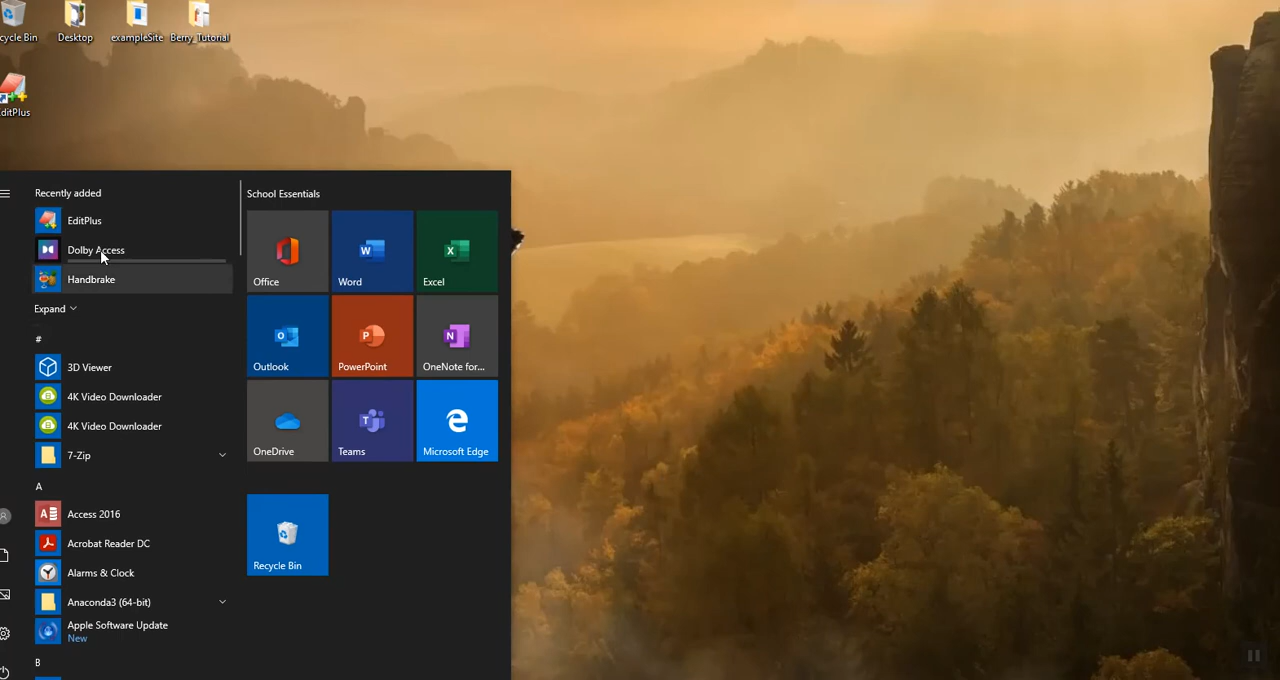 cycle Bin
Desktop
exampleSite
Berry_Tutorial
EditPlus
Recently added
EditPlus
Dolby Access
Handbrake
Expand
#
3D Viewer
4K Video Downloader
4K Video Downloader
7-Zip
A
Access 2016
Acrobat Reader DC
Alarms & Clock
Anaconda3 (64-bit)
Apple Software Update
New
B
School Essentials
Office
Word
Excel
Outlook
PowerPoint
OneNote for...
OneDrive
Teams
Microsoft Edge
Recycle Bin